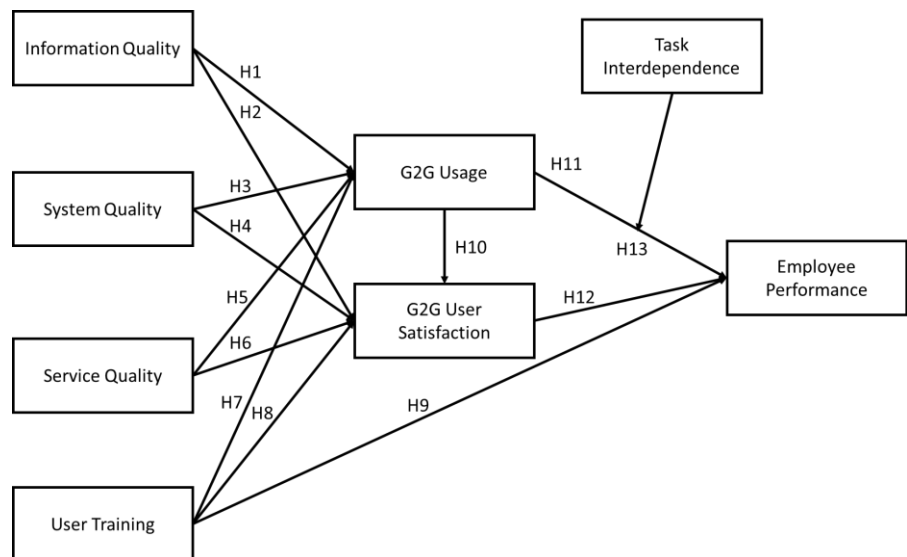 Information Quality
Task
Interdependence
H1
H2
G2G Usage
H11
System Quality
H3
H4
H10
H13
Employee
Performance
H5
G2G User
Satisfaction
H12
H6
Service Quality
H7
H8
H9
User Training